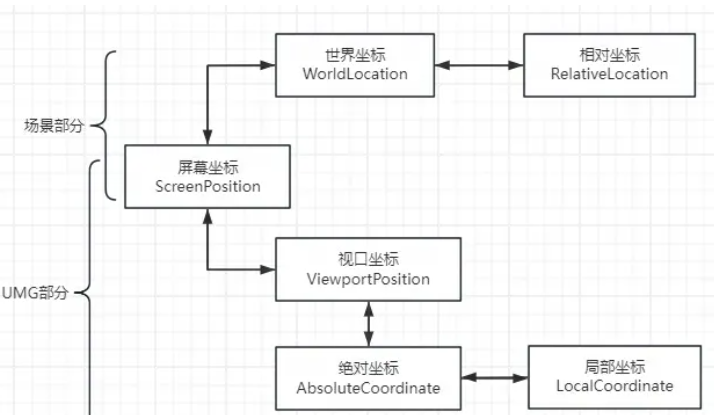 世界坐标
WorldLocation
相对坐标
RelativeLocation
场景部分
屏幕坐标
ScreenPosition
视口坐标
ViewportPosition
UMG部分
绝对坐标
AbsoluteCoordinate
局部坐标
LocalCoordinate